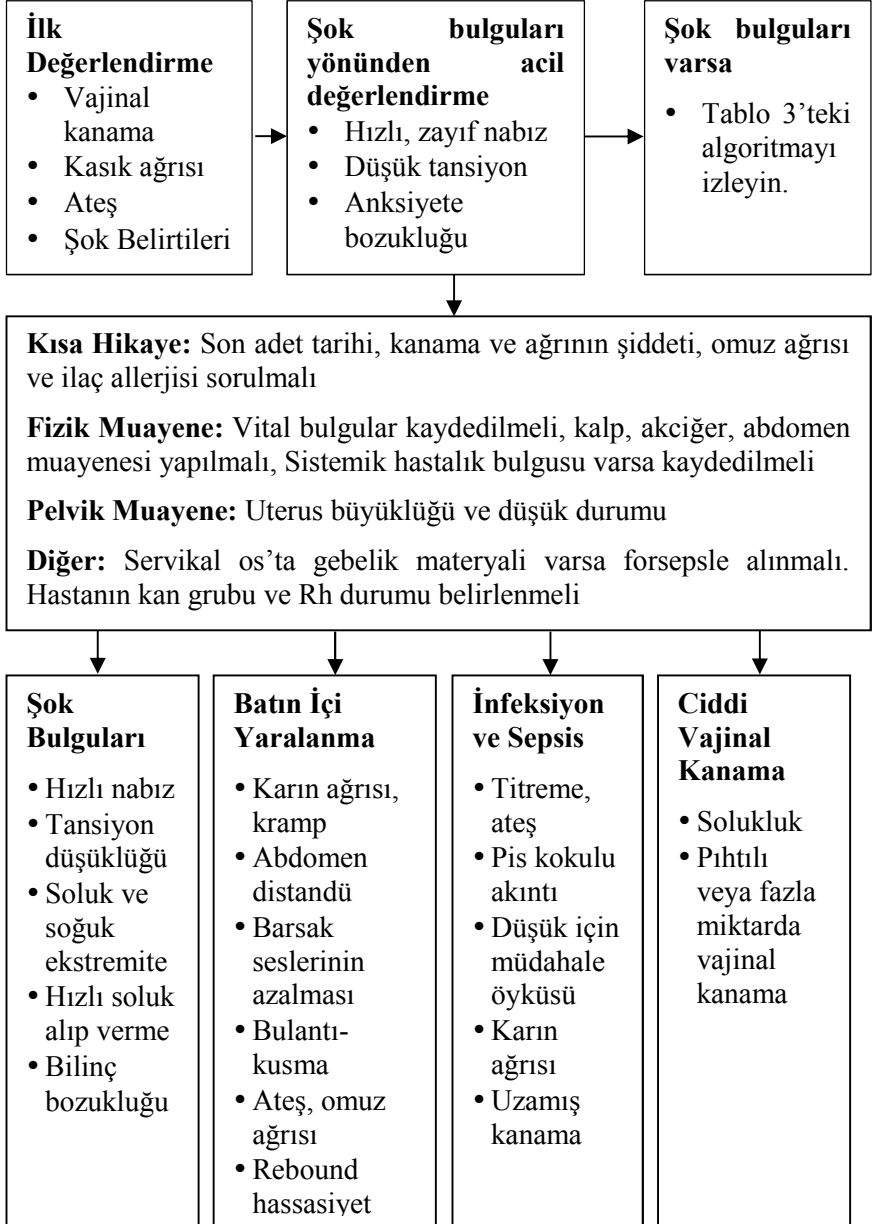 İlk
Değerlendirme
• Vajinal
kanama
• Kasık ağrısı
• Ateş
• Şok Belirtileri
Şok bulguları
yönünden acil
değerlendirme
• Hızlı, zayıf nabız
• Düşük tansiyon
• Anksiyete
bozukluğu
Şok bulguları
varsa
• Tablo 3’teki
algoritmayı
izleyin.
Kısa Hikaye: Son adet tarihi, kanama ve ağrının şiddeti, omuz ağrısı
ve ilaç allerjisi sorulmalı
Fizik Muayene: Vital bulgular kaydedilmeli, kalp, akciğer, abdomen
muayenesi yapılmalı, Sistemik hastalık bulgusu varsa kaydedilmeli
Pelvik Muayene: Uterus büyüklüğü ve düşük durumu
Diğer: Servikal os’ta gebelik materyali varsa forsepsle alınmalı.
Hastanın kan grubu ve Rh durumu belirlenmeli
Şok
Bulguları
• Hızlı nabız
• Tansiyon
düşüklüğü
• Soluk ve
soğuk
ekstremite
• Hızlı soluk
alıp verme
• Bilinç
bozukluğu
Batın İçi
Yaralanma
• Karın ağrısı,
kramp
• Abdomen
distandü
• Barsak
seslerinin
azalması
• Bulantı-
kusma
• Ateş, omuz
ağrısı
• Rebound
hassasiyet
İnfeksiyon
ve Sepsis
• Titreme,
ateş
• Pis kokulu
akıntı
• Düşük için
müdahale
öyküsü
• Karın
ağrısı
• Uzamış
kanama
Ciddi
Vajinal
Kanama
• Solukluk
• Pıhtılı
veya fazla
miktarda
vajinal
kanama